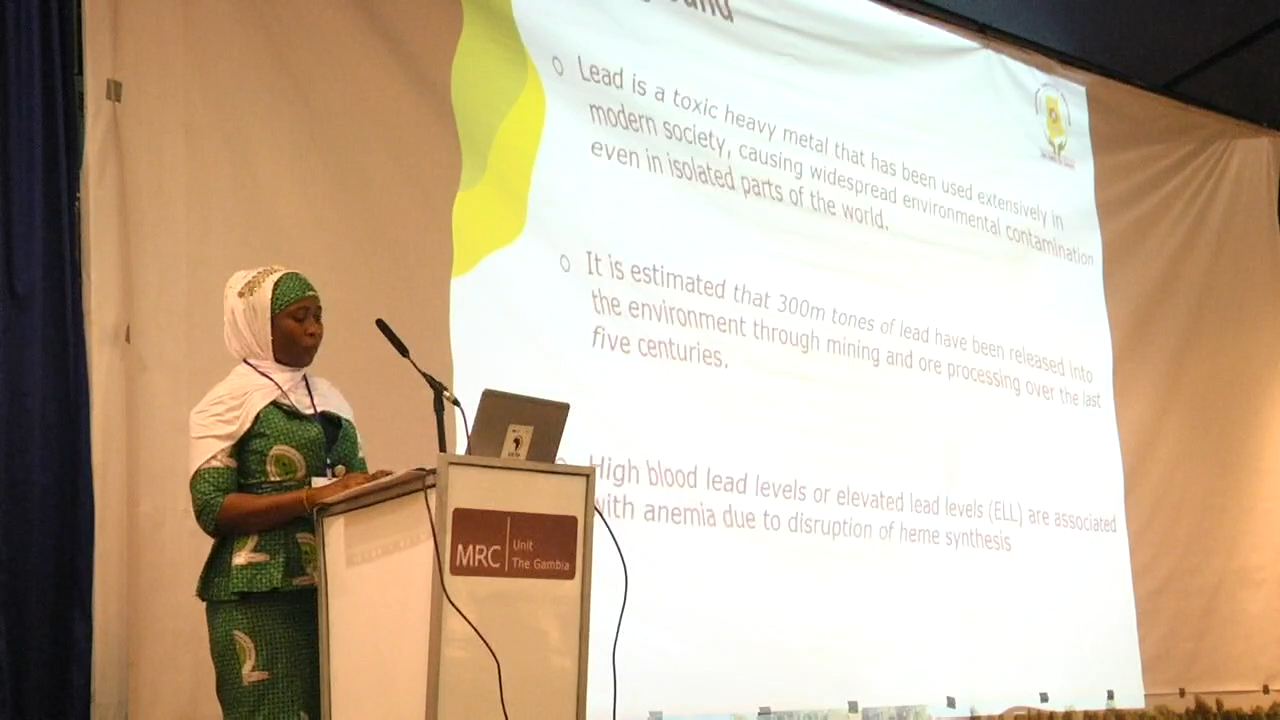 Lead is a toxic heavy metal that has been used extensively in
modern society, causing widespread environmental contamination
even in isolated parts of the world.
It is estimated that 300m tones of lead have been released into
the environment through mining and ore processing over the last
five centuries.
High blood lead levels or elevated lead levels (ELL) are associated
with anemia due to disruption of heme synthesis
MRC
Unit
The Gambia